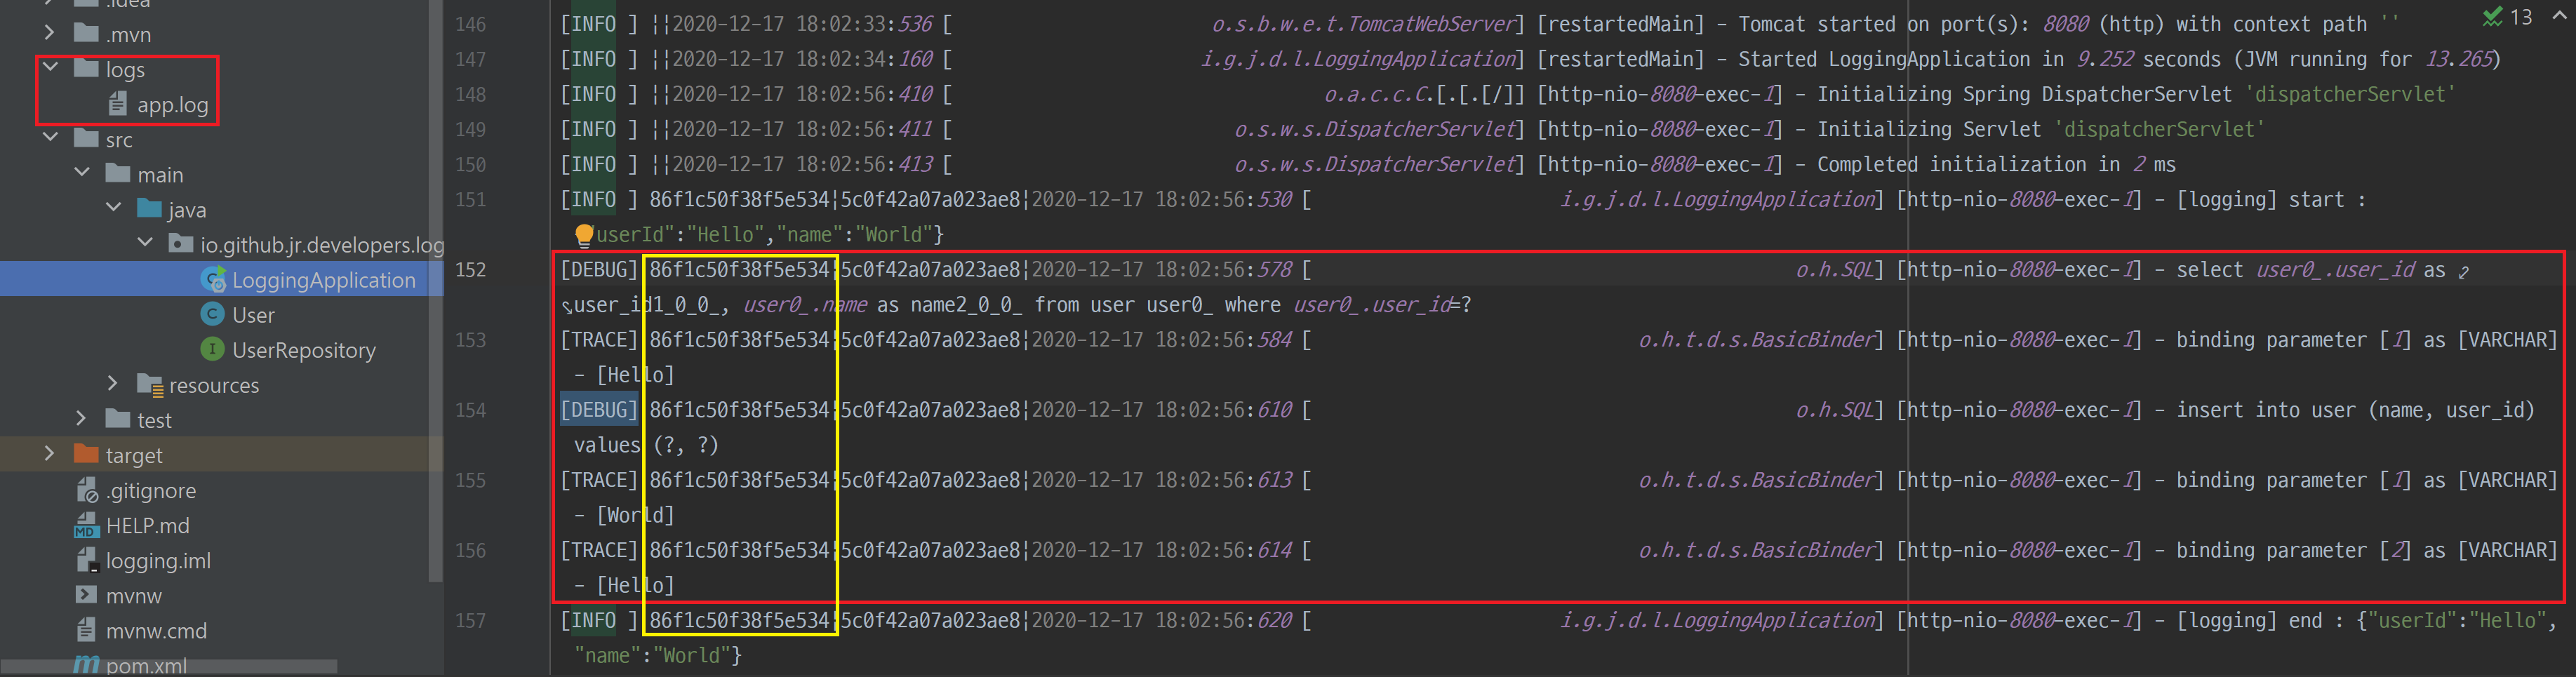 .idea
.mvn
logs
app.log
src
main
java
io.github.jr.developers.log
LoggingApplication
User
UserRepository
resources
test
target
.gitignore
HELP.md
logging.iml
mvnw
mvnw.cmd
pom.xml
13
146 [INFO ] ¦¦2020-12-17 18:02:33:536 [ o.s.b.w.e.t.TomcatWebServer] [restartedMain] - Tomcat started on port(s): 8080 (http) with context path ''
147 [INFO ] ¦¦2020-12-17 18:02:34:160 [ i.g.j.d.l.LoggingApplication] [restartedMain] - Started LoggingApplication in 9.252 seconds (JVM running for 13.265)
148 [INFO ] ¦¦2020-12-17 18:02:56:410 [ o.a.c.c.C.[.[.[/]] [http-nio-8080-exec-1] - Initializing Spring DispatcherServlet 'dispatcherServlet'
149 [INFO ] ¦¦2020-12-17 18:02:56:411 [ o.s.w.s.DispatcherServlet] [http-nio-8080-exec-1] - Initializing Servlet 'dispatcherServlet'
150 [INFO ] ¦¦2020-12-17 18:02:56:413 [ o.s.w.s.DispatcherServlet] [http-nio-8080-exec-1] - Completed initialization in 2 ms
151 [INFO ] 86f1c50f38f5e534¦5c0f42a07a023ae8¦2020-12-17 18:02:56:530 [ i.g.j.d.l.LoggingApplication] [http-nio-8080-exec-1] - [logging] start :
userId":"Hello","name":"World"}
152 [DEBUG] 86f1c50f38f5e534¦5c0f42a07a023ae8¦2020-12-17 18:02:56:578 [ o.h.SQL] [http-nio-8080-exec-1] - select user0_.user_id as
user_id1_0_0_, user0_.name as name2_0_0_ from user user0_ where user0_.user_id=?
153 [TRACE] 86f1c50f38f5e534¦5c0f42a07a023ae8¦2020-12-17 18:02:56:584 [ o.h.t.d.s.BasicBinder] [http-nio-8080-exec-1] - binding parameter [1] as [VARCHAR]
- [Hello]
154 [DEBUG] 86f1c50f38f5e534¦5c0f42a07a023ae8¦2020-12-17 18:02:56:610 [ o.h.SQL] [http-nio-8080-exec-1] - insert into user (name, user_id)
values (?, ?)
155 [TRACE] 86f1c50f38f5e534¦5c0f42a07a023ae8¦2020-12-17 18:02:56:613 [ o.h.t.d.s.BasicBinder] [http-nio-8080-exec-1] - binding parameter [1] as [VARCHAR]
- [World]
156 [TRACE] 86f1c50f38f5e534¦5c0f42a07a023ae8¦2020-12-17 18:02:56:614 [ o.h.t.d.s.BasicBinder] [http-nio-8080-exec-1] - binding parameter [2] as [VARCHAR]
- [Hello]
157 [INFO ] 86f1c50f38f5e534¦5c0f42a07a023ae8¦2020-12-17 18:02:56:620 [ i.g.j.d.l.LoggingApplication] [http-nio-8080-exec-1] - [logging] end : {"userId":"Hello",
"name":"World"}